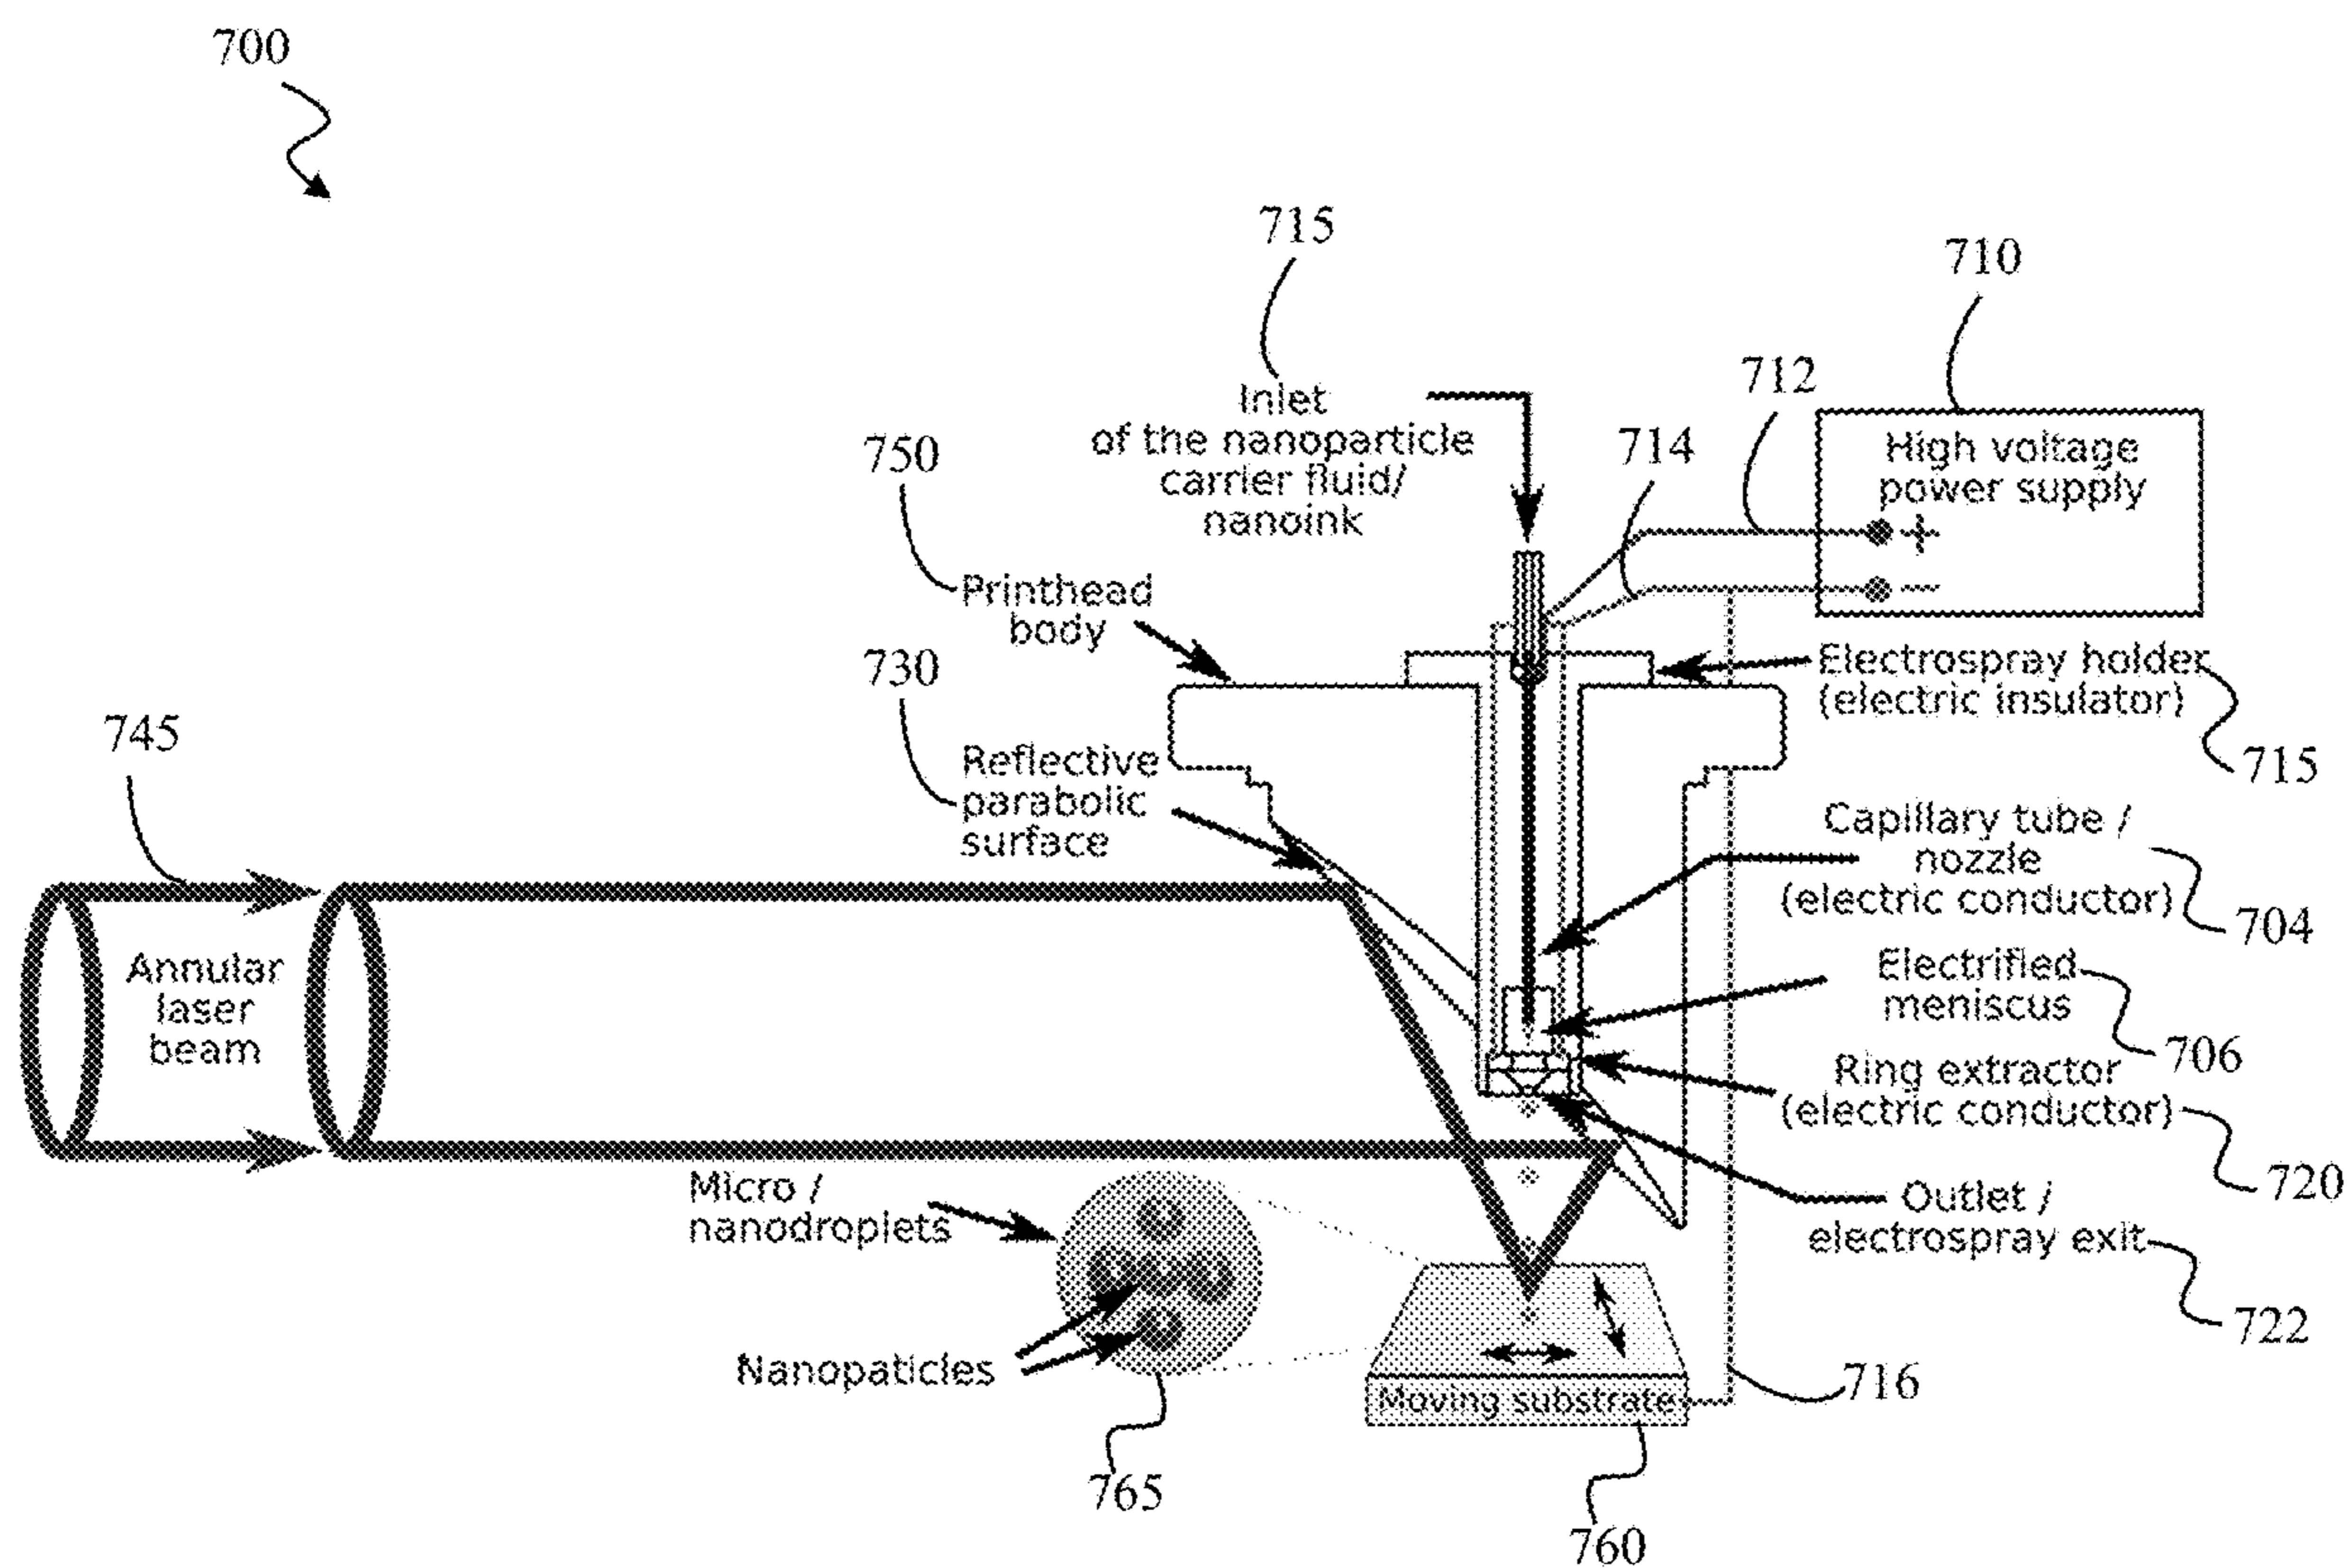 700
715
710
Inlet
of the nanoparticle
carrier fluid/
nanoink
712
714
High voltage
power supply
+
−
750
Printhead
body
730
Reflective
parabolic
surface
Electrospray holder
(electric insulator)
715
745
Annular
laser
beam
Capillary tube /
nozzle
(electric conductor)
704
Electrified
meniscus
706
Ring extractor
(electric conductor)
720
Outlet /
electrospray exit
722
Micro /
nanodroplets
Nanopaticles
765
Moving substrate
716
760